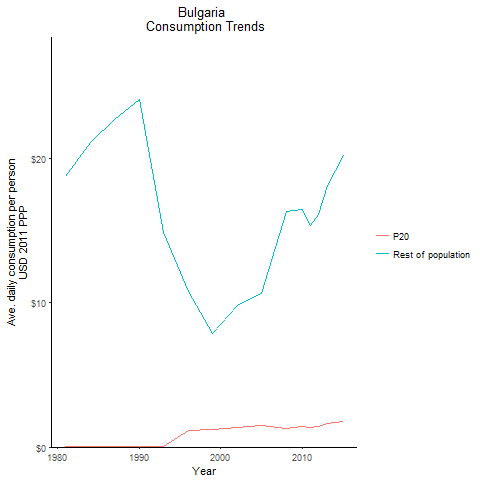 Bulgaria
Consumption Trends
Ave. daily consumption per person
USD 2011 PPP
$20
$10
$0
1980
1990
2000
2010
Year
P20
Rest of population